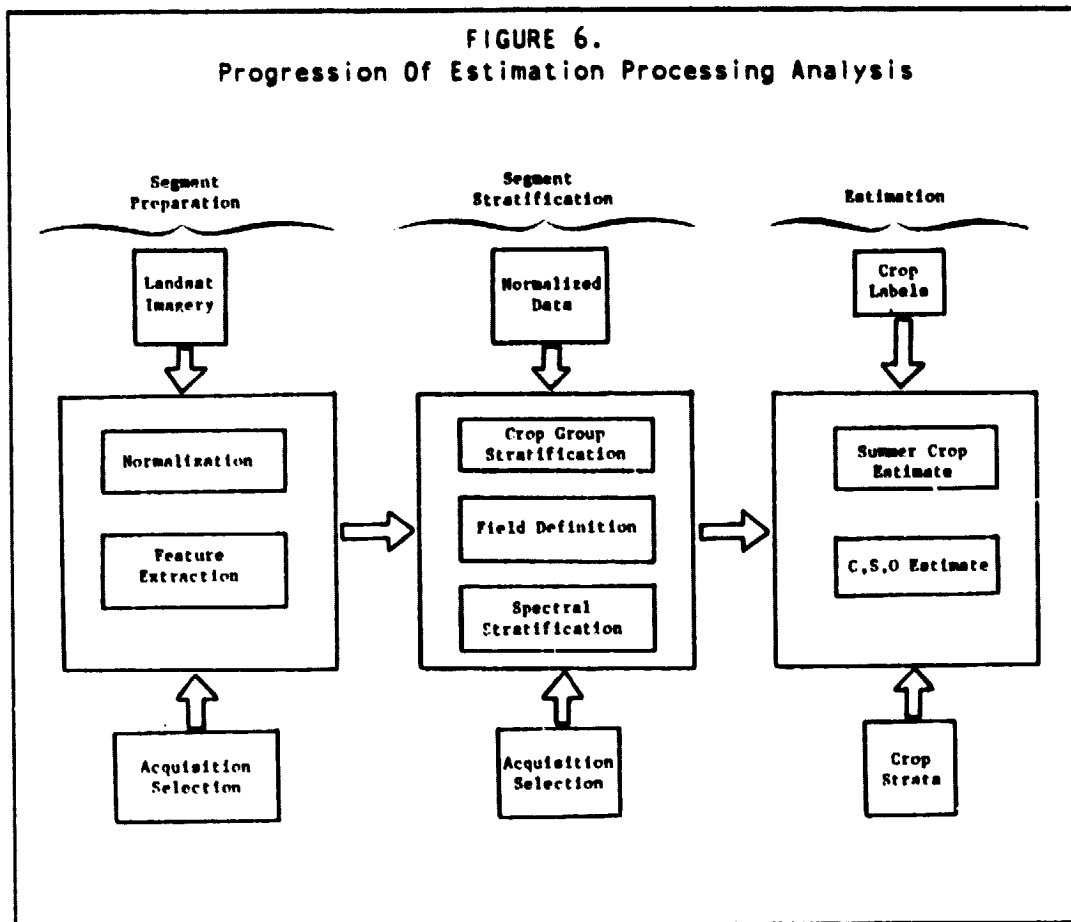 FIGURE 6.
Progression Of Estimation Processing Analysis
Segment
Preparation
Segment
Stratification
Estimation
Landsat
Imagery
Normalized
Data
Crop
Labels
Normalization
Feature
Extraction
Crop Group
Stratification
Field Definition
Spectral
Stratification
Summer Crop
Estimate
C,S,O Estimate
Acquisition
Selection
Acquisition
Selection
Crop
Strata